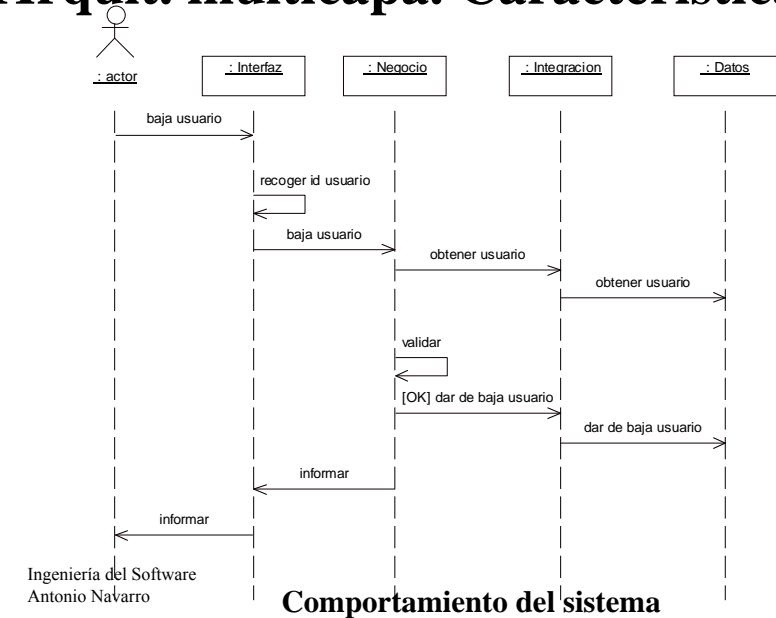 Arquit. multicapa. Característica
: actor
: Interfaz
: Negocio
: Integracion
: Datos
baja usuario
recoger id usuario
baja usuario
obtener usuario
obtener usuario
validar
[OK] dar de baja usuario
dar de baja usuario
informar
informar
Ingeniería del Software
Antonio Navarro
Comportamiento del sistema